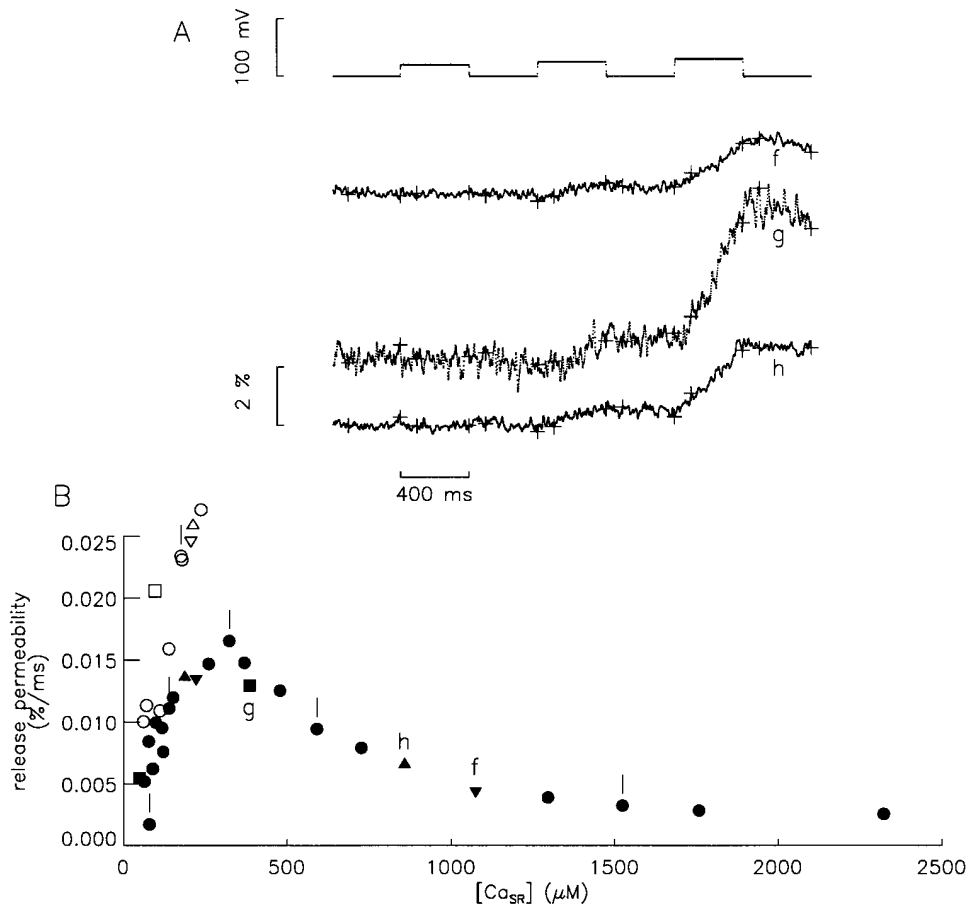 A
100 mV
f
g
2 %
h
400 ms
B
0.025
0.020
0.015
0.010
0.005
0.000
release permeability
(%/ms)
g
h
f
0
500
1000
1500
2000
2500
[CaSR] (μM)